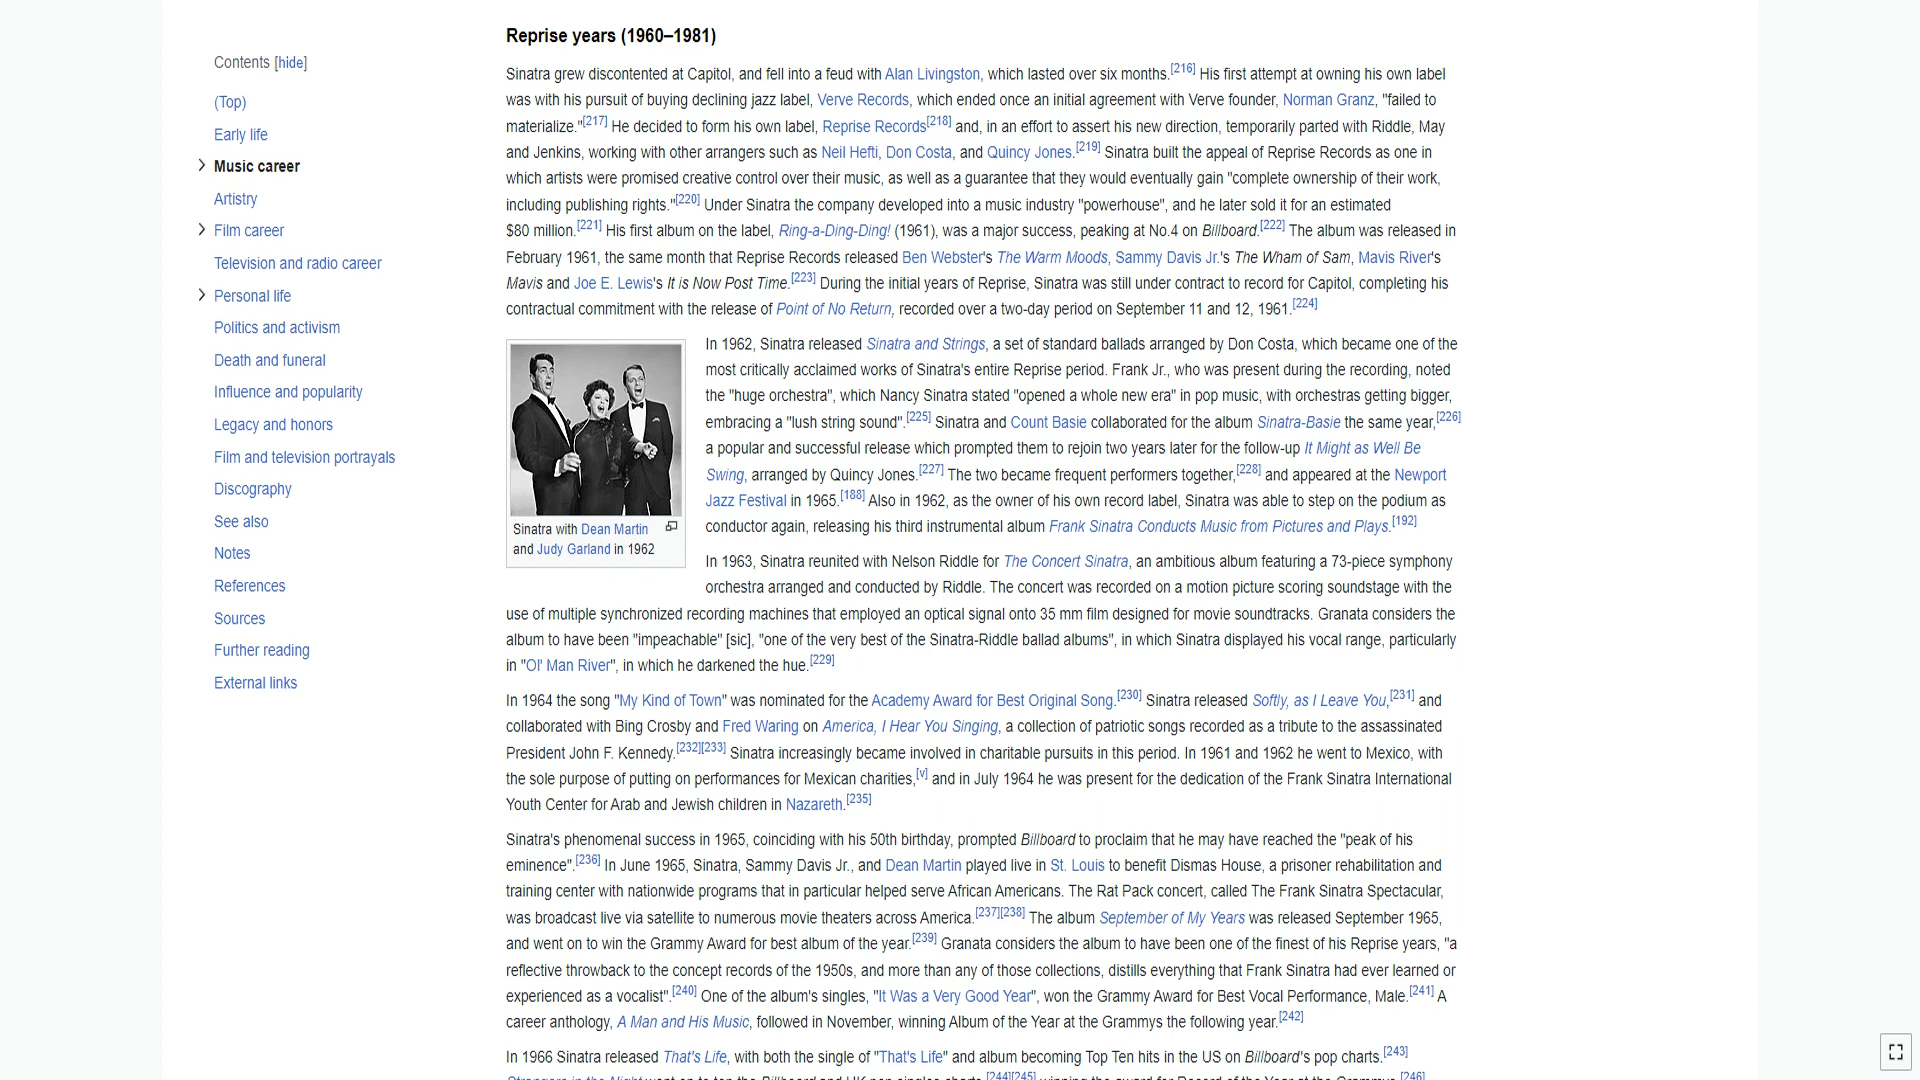 Contents [hide]
(Top)
Early life
Music career
Artistry
Film career
Television and radio career
Personal life
Politics and activism
Death and funeral
Influence and popularity
Legacy and honors
Film and television portrayals
Discography
See also
Notes
References
Sources
Further reading
External links
Reprise years (1960–1981)
Sinatra grew discontented at Capitol, and fell into a feud with Alan Livingston, which lasted over six months.[216] His first attempt at owning his own label
was with his pursuit of buying declining jazz label, Verve Records, which ended once an initial agreement with Verve founder, Norman Granz, "failed to
materialize."[217] He decided to form his own label, Reprise Records[218] and, in an effort to assert his new direction, temporarily parted with Riddle, May
and Jenkins, working with other arrangers such as Neil Hefti, Don Costa, and Quincy Jones.[219] Sinatra built the appeal of Reprise Records as one in
which artists were promised creative control over their music, as well as a guarantee that they would eventually gain "complete ownership of their work,
including publishing rights."[220] Under Sinatra the company developed into a music industry "powerhouse", and he later sold it for an estimated
$80 million.[221] His first album on the label, Ring-a-Ding-Ding! (1961), was a major success, peaking at No.4 on Billboard.[222] The album was released in
February 1961, the same month that Reprise Records released Ben Webster's The Warm Moods, Sammy Davis Jr.'s The Wham of Sam, Mavis River's
Mavis and Joe E. Lewis's It is Now Post Time.[223] During the initial years of Reprise, Sinatra was still under contract to record for Capitol, completing his
contractual commitment with the release of Point of No Return, recorded over a two-day period on September 11 and 12, 1961.[224]
Sinatra with Dean Martin
and Judy Garland in 1962
In 1962, Sinatra released Sinatra and Strings, a set of standard ballads arranged by Don Costa, which became one of the
most critically acclaimed works of Sinatra's entire Reprise period. Frank Jr., who was present during the recording, noted
the "huge orchestra", which Nancy Sinatra stated "opened a whole new era" in pop music, with orchestras getting bigger,
embracing a "lush string sound".[225] Sinatra and Count Basie collaborated for the album Sinatra-Basie the same year,[226]
a popular and successful release which prompted them to rejoin two years later for the follow-up It Might as Well Be
Swing, arranged by Quincy Jones.[227] The two became frequent performers together,[228] and appeared at the Newport
Jazz Festival in 1965.[188] Also in 1962, as the owner of his own record label, Sinatra was able to step on the podium as
conductor again, releasing his third instrumental album Frank Sinatra Conducts Music from Pictures and Plays.[192]
In 1963, Sinatra reunited with Nelson Riddle for The Concert Sinatra, an ambitious album featuring a 73-piece symphony
orchestra arranged and conducted by Riddle. The concert was recorded on a motion picture scoring soundstage with the
use of multiple synchronized recording machines that employed an optical signal onto 35 mm film designed for movie soundtracks. Granata considers the
album to have been "impeachable" [sic], "one of the very best of the Sinatra-Riddle ballad albums", in which Sinatra displayed his vocal range, particularly
in "Ol' Man River", in which he darkened the hue.[229]
In 1964 the song "My Kind of Town" was nominated for the Academy Award for Best Original Song.[230] Sinatra released Softly, as I Leave You,[231] and
collaborated with Bing Crosby and Fred Waring on America, I Hear You Singing, a collection of patriotic songs recorded as a tribute to the assassinated
President John F. Kennedy.[232][233] Sinatra increasingly became involved in charitable pursuits in this period. In 1961 and 1962 he went to Mexico, with
the sole purpose of putting on performances for Mexican charities,[v] and in July 1964 he was present for the dedication of the Frank Sinatra International
Youth Center for Arab and Jewish children in Nazareth.[235]
Sinatra's phenomenal success in 1965, coinciding with his 50th birthday, prompted Billboard to proclaim that he may have reached the "peak of his
eminence".[236] In June 1965, Sinatra, Sammy Davis Jr., and Dean Martin played live in St. Louis to benefit Dismas House, a prisoner rehabilitation and
training center with nationwide programs that in particular helped serve African Americans. The Rat Pack concert, called The Frank Sinatra Spectacular,
was broadcast live via satellite to numerous movie theaters across America.[237][238] The album September of My Years was released September 1965,
and went on to win the Grammy Award for best album of the year.[239] Granata considers the album to have been one of the finest of his Reprise years, "a
reflective throwback to the concept records of the 1950s, and more than any of those collections, distills everything that Frank Sinatra had ever learned or
experienced as a vocalist".[240] One of the album's singles, "It Was a Very Good Year", won the Grammy Award for Best Vocal Performance, Male.[241] A
career anthology, A Man and His Music, followed in November, winning Album of the Year at the Grammys the following year.[242]
In 1966 Sinatra released That's Life, with both the single of "That's Life" and album becoming Top Ten hits in the US on Billboard's pop charts.[243]
Strangers in the Night went on to top the Billboard and UK pop singles charts,[244][245] winning the award for Record of the Year at the Grammys.[246]